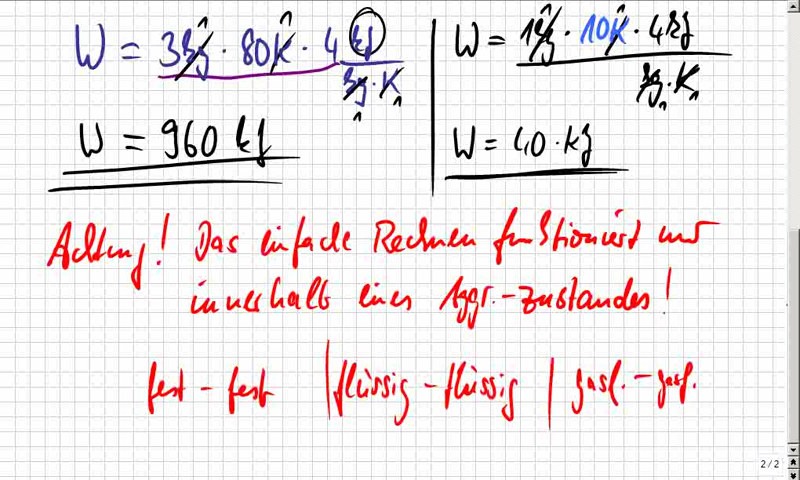 W = 3kg · 80K · 4 kJ / kg · K
W = 960 kJ
W = 1kg · 10K · 4kJ / kg · K
W = 40 · kJ
Achtung! Das einfache Rechnen funktioniert nur
innerhalb eines Aggr.-zustandes!
fest – fest | flüssig – flüssig | gasf. – gasf.
2/2